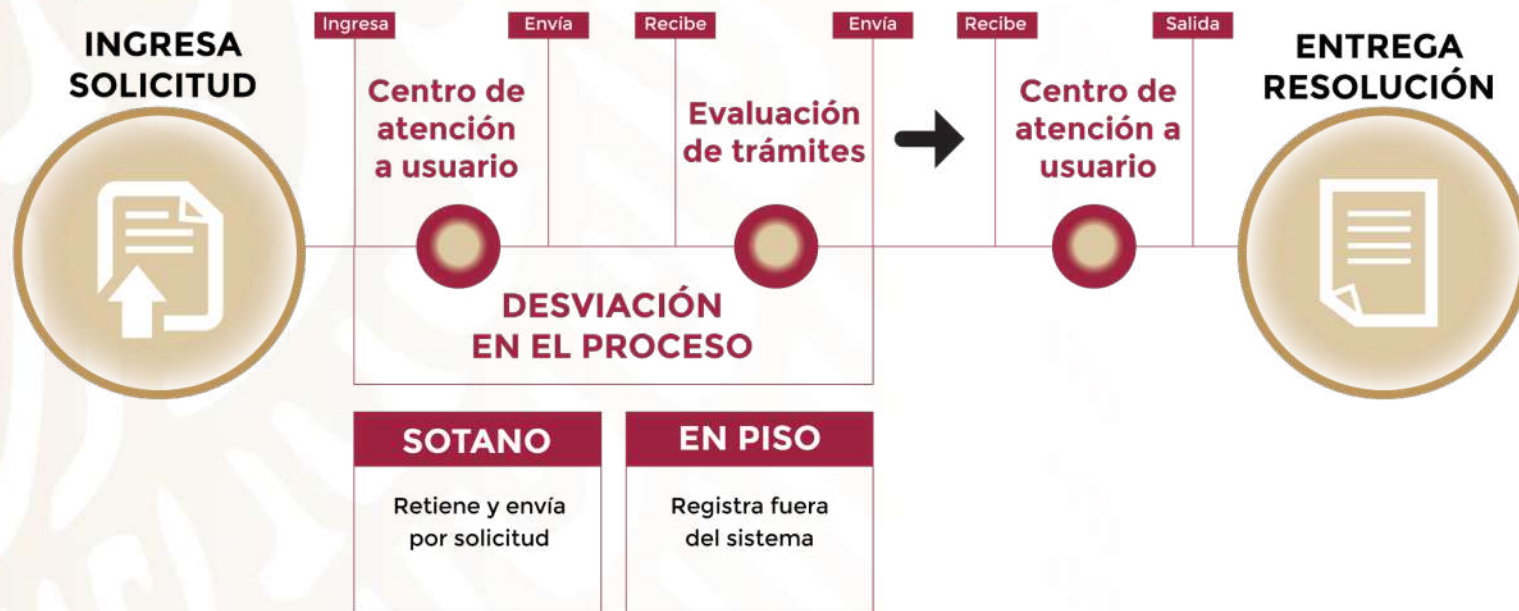 INGRESA
SOLICITUD
Ingresa
Envía
Recibe
Envía
Recibe
Salida
ENTREGA
RESOLUCIÓN
Centro de
atención
a usuario
Evaluación
de trámites
Centro de
atención a
usuario
DESVIACIÓN
EN EL PROCESO
SOTANO
Retiene y envía
por solicitud
EN PISO
Registra fuera
del sistema